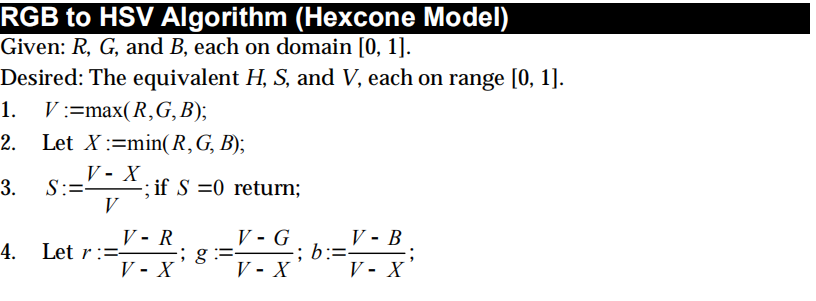 RGB to HSV Algorithm (Hexcone Model)
Given: R, G, and B, each on domain [0, 1].
Desired: The equivalent H, S, and V, each on range [0, 1].
1. V :=max(R,G,B);
2. Let X :=min(R,G,B);
3. S:=\frac{V - X}{V}; if S =0 return;
4. Let r:=\frac{V - R}{V - X}; g:=\frac{V - G}{V - X}; b:=\frac{V - B}{V - X};